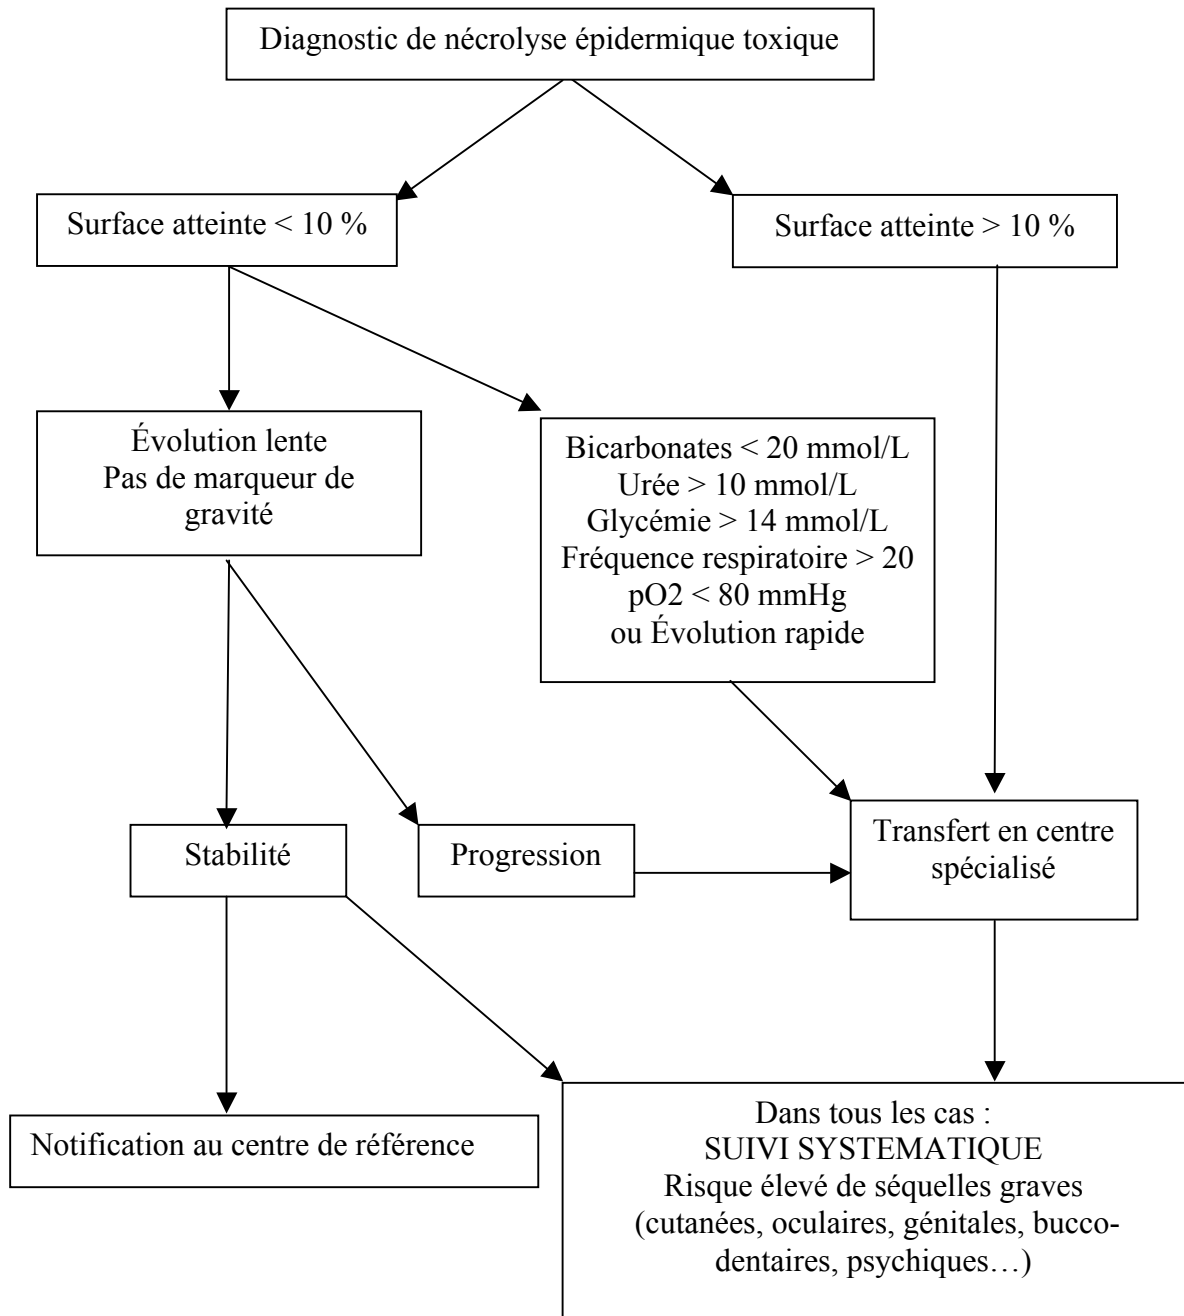 Diagnostic de nécrolyse épidermique toxique
Surface atteinte < 10 %
Surface atteinte > 10 %
Évolution lente
Pas de marqueur de
gravité
Bicarbonates < 20 mmol/L
Urée > 10 mmol/L
Glycémie > 14 mmol/L
Fréquence respiratoire > 20
pO2 < 80 mmHg
ou Évolution rapide
Stabilité
Progression
Transfert en centre
spécialisé
Notification au centre de référence
Dans tous les cas :
SUIVI SYSTEMATIQUE
Risque élevé de séquelles graves
(cutanées, oculaires, génitales, bucco-
dentaires, psychiques…)